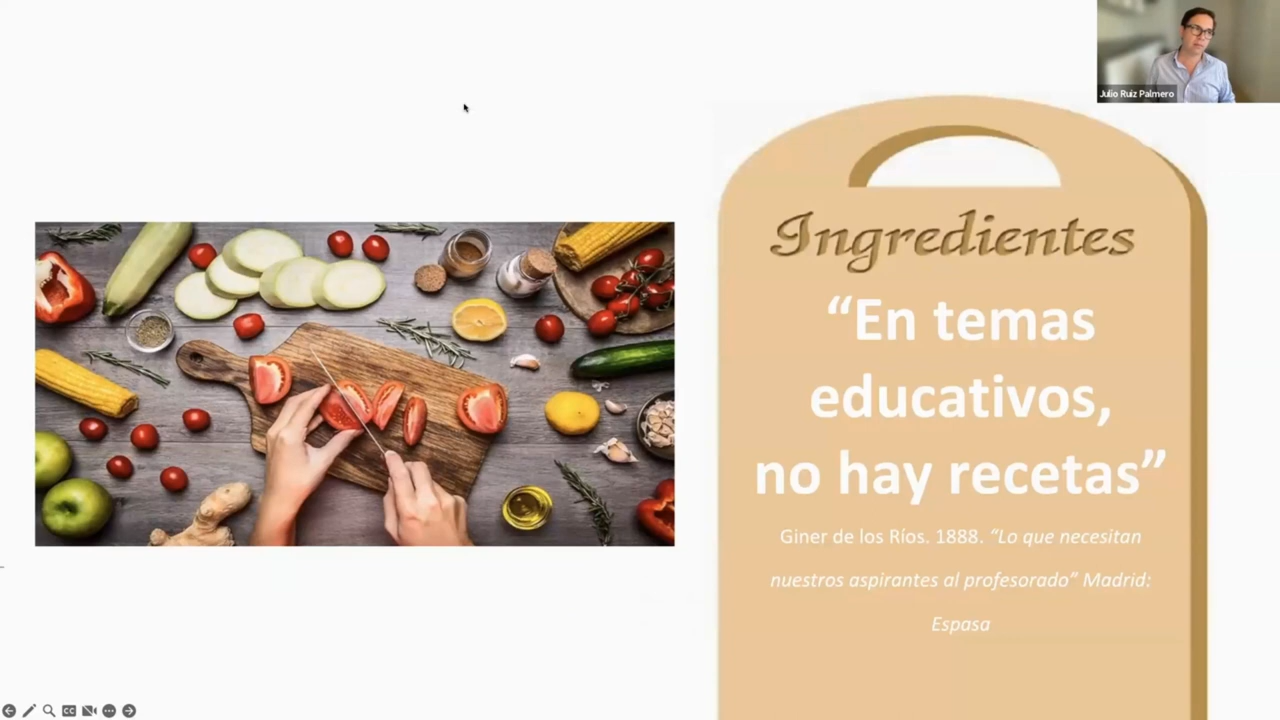 Julio Ruiz Palmero
Ingredientes
“En temas
educativos,
no hay recetas”
Giner de los Ríos. 1888. “Lo que necesitan
nuestros aspirantes al profesorado” Madrid:
Espasa
CC